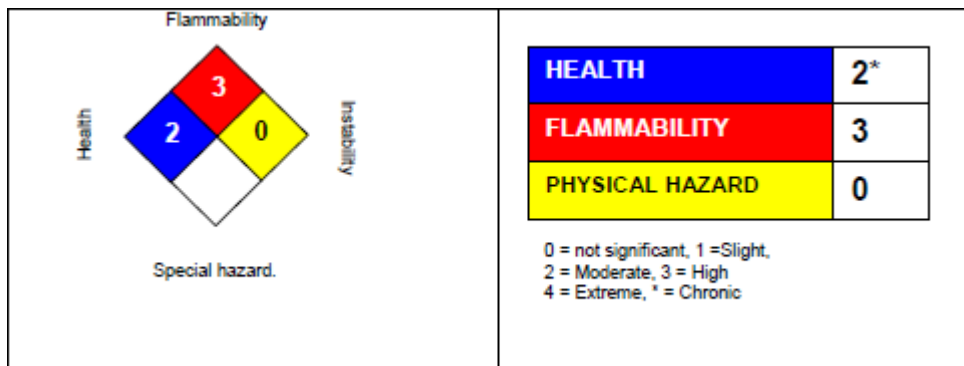 Flammability
3
Health
2
0
Instability
Special hazard.
HEALTH 2*
FLAMMABILITY 3
PHYSICAL HAZARD 0
0 = not significant, 1 =Slight,
2 = Moderate, 3 = High
4 = Extreme, * = Chronic